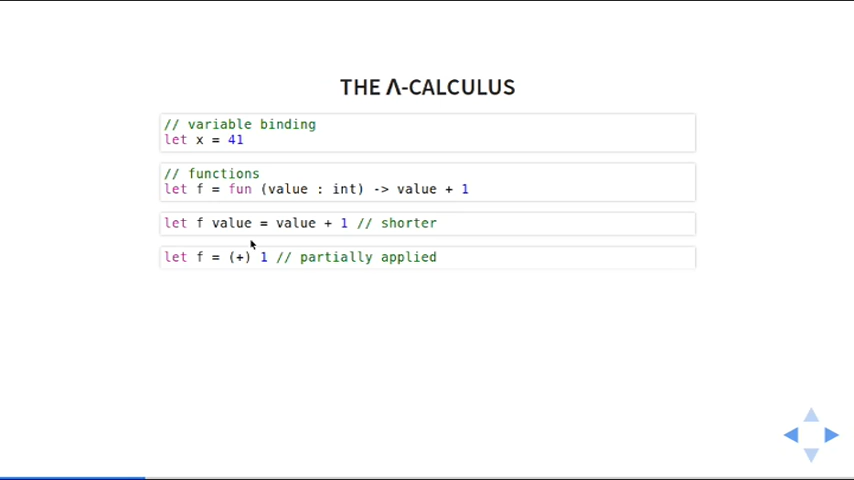 THE Λ-CALCULUS
// variable binding
let x = 41
// functions
let f = fun (value : int) -> value + 1
let f value = value + 1 // shorter
let f = (+) 1 // partially applied